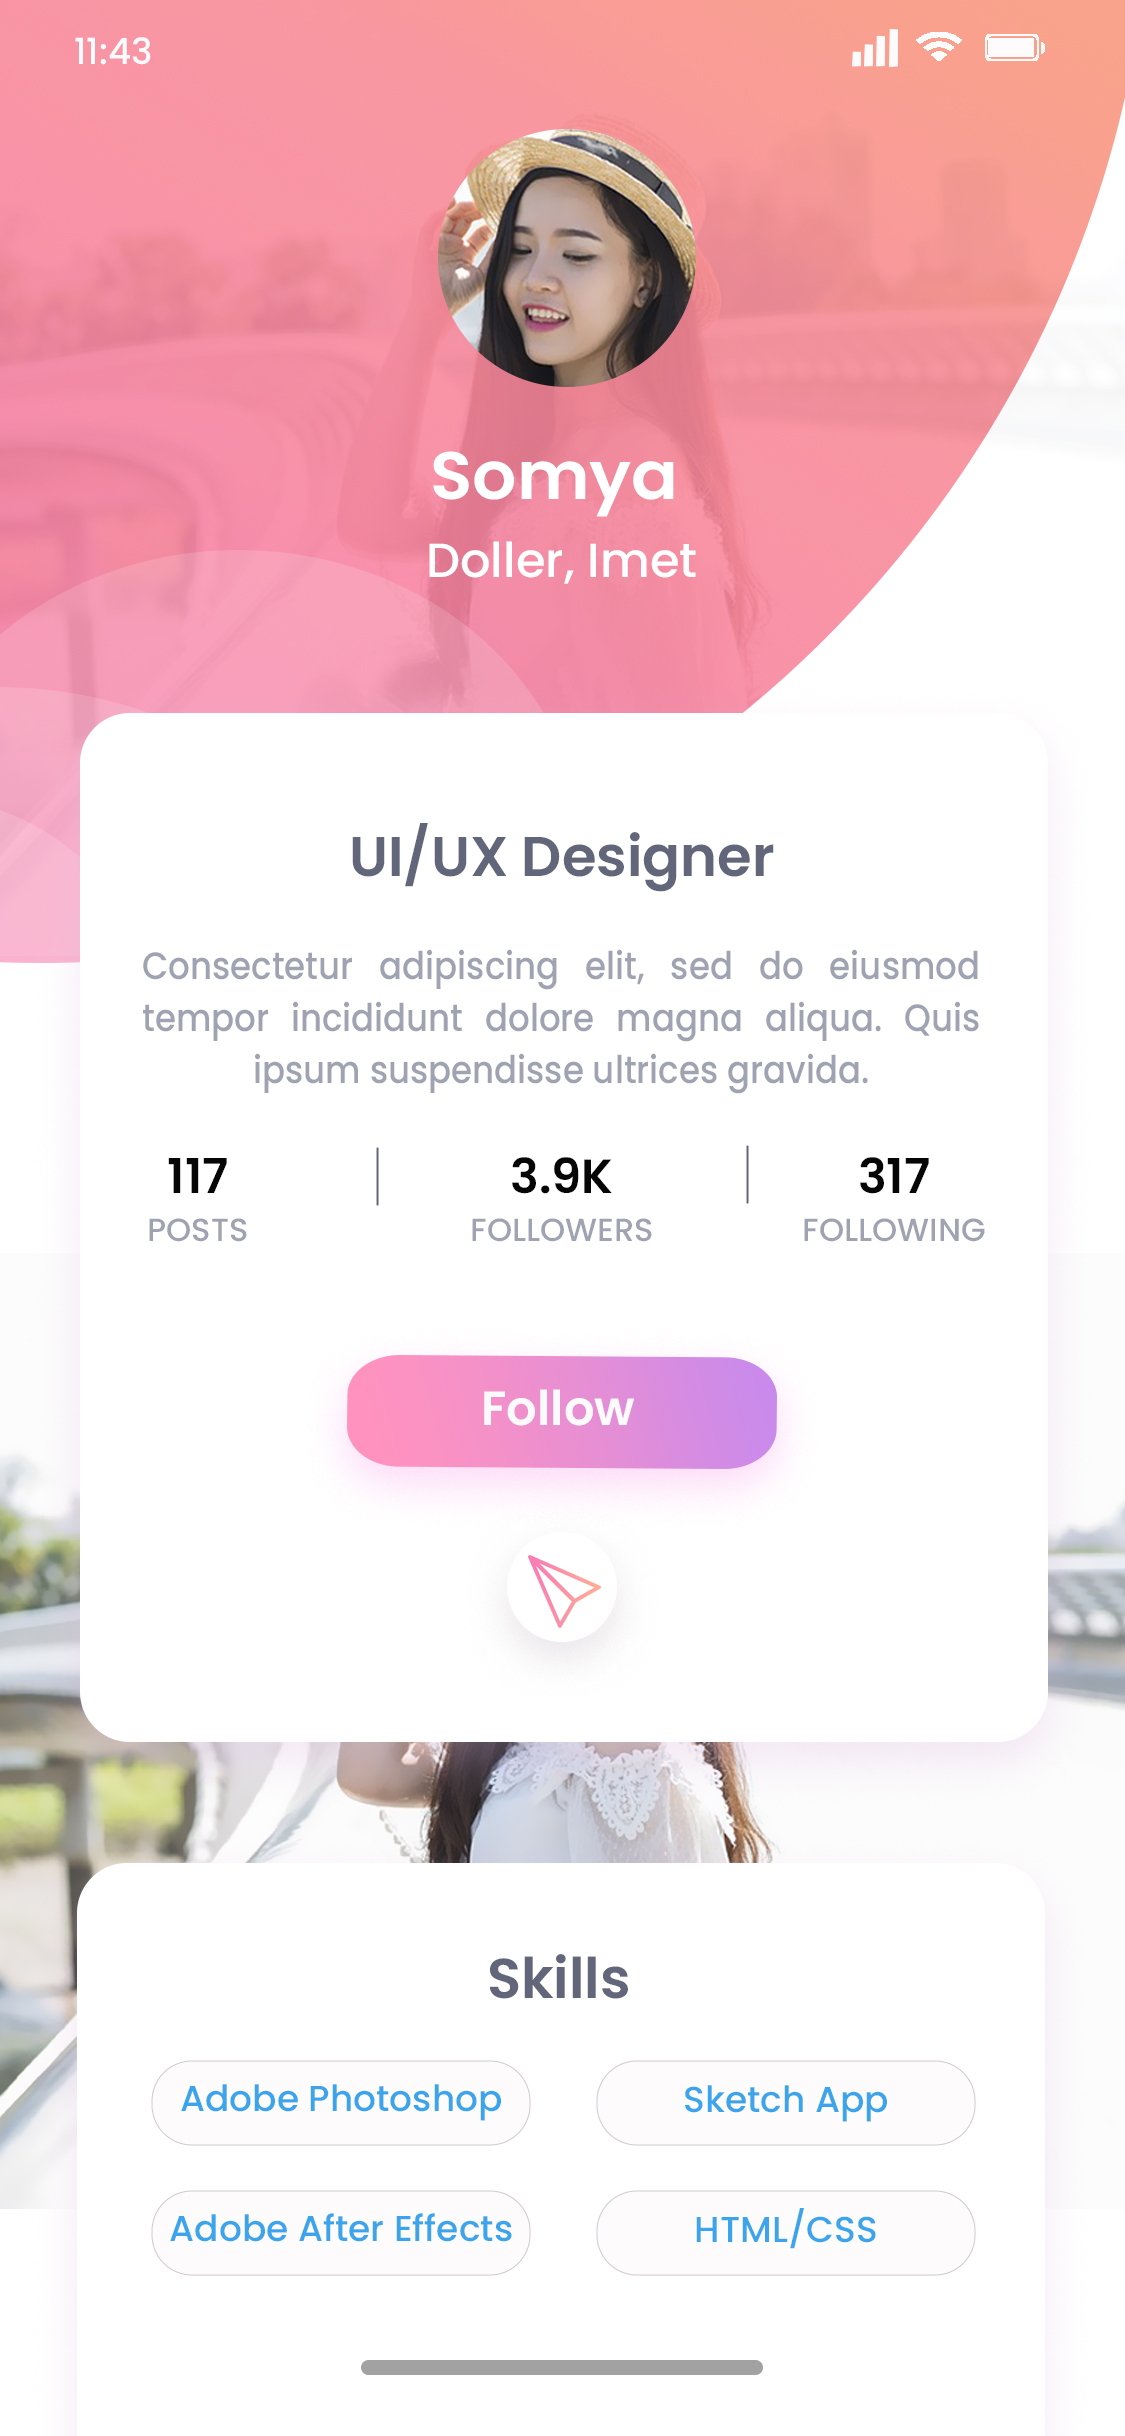 11:43
Somya
Doller, Imet
UI/UX Designer
Consectetur adipiscing elit, sed do eiusmod
tempor incididunt dolore magna aliqua. Quis
ipsum suspendisse ultrices gravida.
117 3.9K 317
POSTS FOLLOWERS FOLLOWING
Follow
Skills
Adobe Photoshop Sketch App
Adobe After Effects HTML/CSS